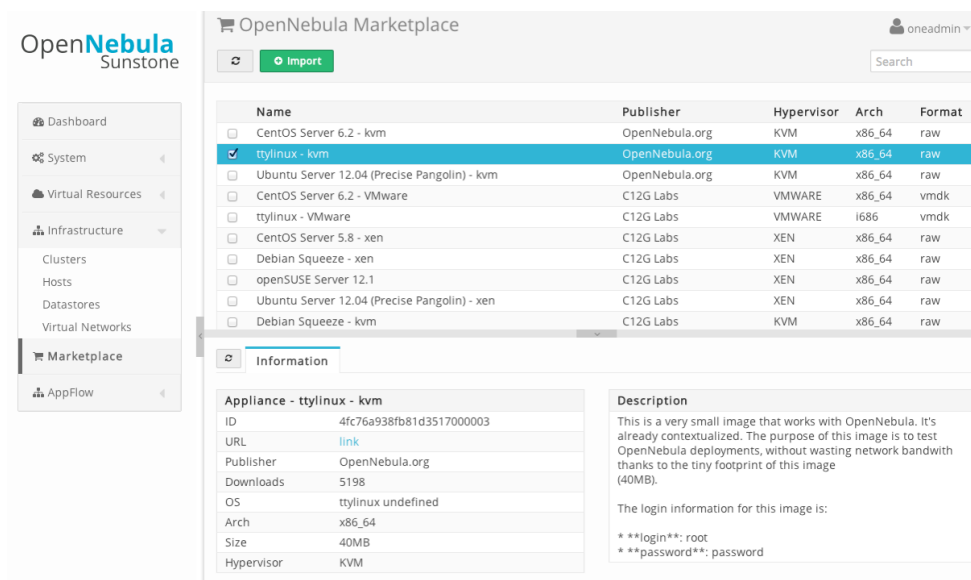 OpenNebula
Sunstone
OpenNebula Marketplace
oneadmin
Import
Search
Dashboard
System
Virtual Resources
Infrastructure
Clusters
Hosts
Datastores
Virtual Networks
Marketplace
AppFlow
Name Publisher Hypervisor Arch Format
CentOS Server 6.2 - kvm OpenNebula.org KVM x86_64 raw
ttylinux - kvm OpenNebula.org KVM x86_64 raw
Ubuntu Server 12.04 (Precise Pangolin) - kvm OpenNebula.org KVM x86_64 raw
CentOS Server 6.2 - VMware C12G Labs VMWARE x86_64 vmdk
ttylinux - VMware C12G Labs VMWARE i686 vmdk
CentOS Server 5.8 - xen C12G Labs XEN x86_64 raw
Debian Squeeze - xen C12G Labs XEN x86_64 raw
openSUSE Server 12.1 C12G Labs XEN x86_64 raw
Ubuntu Server 12.04 (Precise Pangolin) - xen C12G Labs XEN x86_64 raw
Debian Squeeze - kvm C12G Labs KVM x86_64 raw
Information
Appliance - ttylinux - kvm
ID 4fc76a938fb81d3517000003
URL link
Publisher OpenNebula.org
Downloads 5198
OS ttylinux undefined
Arch x86_64
Size 40MB
Hypervisor KVM
Description
This is a very small image that works with OpenNebula. It's
already contextualized. The purpose of this image is to test
OpenNebula deployments, without wasting network bandwith
thanks to the tiny footprint of this image
(40MB).
The login information for this image is:
* **login**: root
* **password**: password